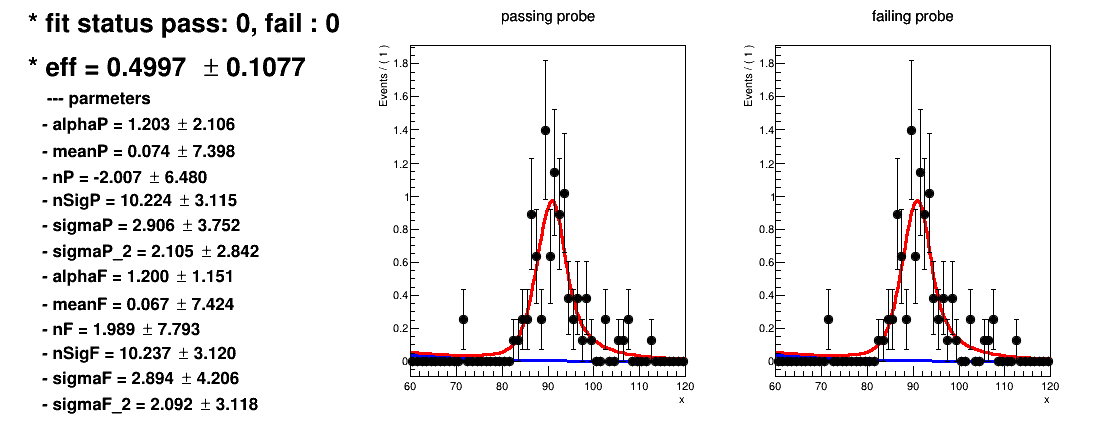 * fit status pass: 0, fail : 0
* eff = 0.4997 ± 0.1077
--- parmeters
- alphaP = 1.203 ± 2.106
- meanP = 0.074 ± 7.398
- nP = -2.007 ± 6.480
- nSigP = 10.224 ± 3.115
- sigmaP = 2.906 ± 3.752
- sigmaP_2 = 2.105 ± 2.842
- alphaF = 1.200 ± 1.151
- meanF = 0.067 ± 7.424
- nF = 1.989 ± 7.793
- nSigF = 10.237 ± 3.120
- sigmaF = 2.894 ± 4.206
- sigmaF_2 = 2.092 ± 3.118
passing probe
Events / ( 1 )
1.8
1.6
1.4
1.2
1
0.8
0.6
0.4
0.2
0
60 70 80 90 100 110 120
x
failing probe
Events / ( 1 )
1.8
1.6
1.4
1.2
1
0.8
0.6
0.4
0.2
0
60 70 80 90 100 110 120
x